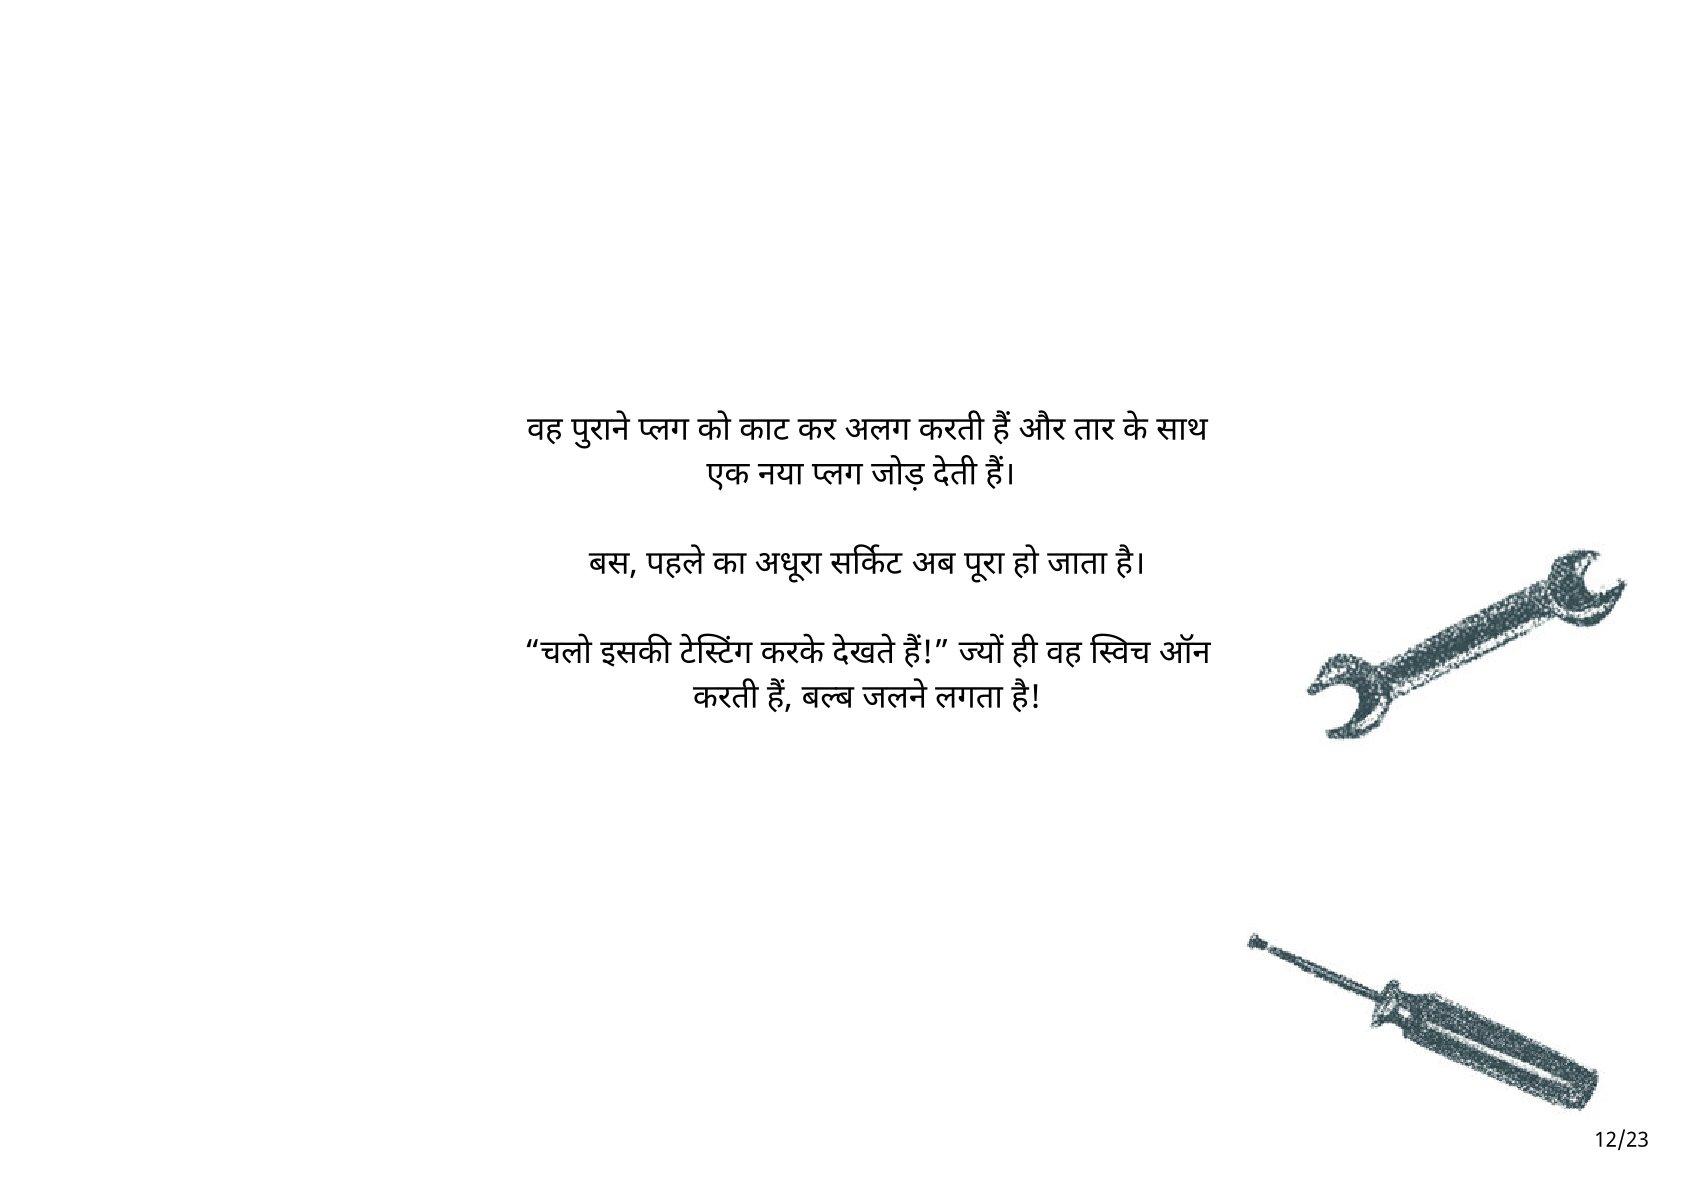 वह पुराने प्लग को काट कर अलग करती हैं और तार के साथ
एक नया प्लग जोड़ देती हैं।
बस, पहले का अधूरा सर्किट अब पूरा हो जाता है।
“चलो इसकी टेस्टिंग करके देखते हैं!” ज्यों ही वह स्विच ऑन
करती हैं, बल्ब जलने लगता है!
12/23